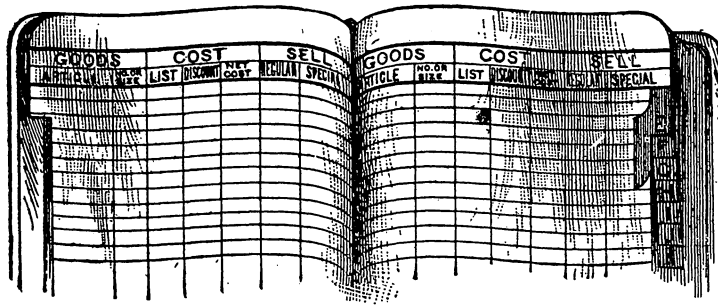 GOODS COST SELL
ARTICLE NO. OR SIZE LIST DISCOUNT NET COST REGULAR SPECIAL
GOODS COST SELL
ARTICLE NO. OR SIZE LIST DISCOUNT REGULAR SPECIAL